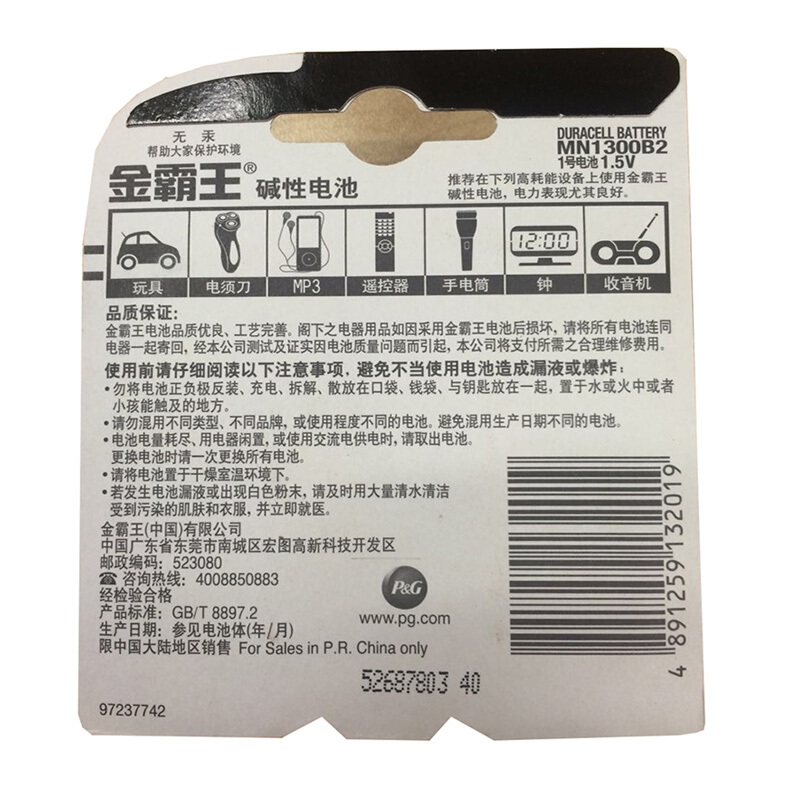 无 汞
帮助大家保护环境
DURACELL BATTERY
MN1300B2
1号电池1.5V
金霸王® 碱性电池
推荐在下列高耗能设备上使用金霸王
碱性电池，电力表现尤其良好。
12:00
玩具 电须刀 MP3 遥控器 手电筒 钟 收音机
品质保证:
金霸王电池品质优良、工艺完善。阁下之电器用品如因采用金霸王电池后损坏，请将所有电池连同
电器一起寄回，经本公司测试及证实因电池质量问题而引起，本公司将支付所需之合理维修费用。
使用前请仔细阅读以下注意事项，避免不当使用电池造成漏液或爆炸:
•勿将电池正负极反装、充电、拆解、散放在口袋、钱袋、与钥匙放在一起，置于水或火中或者
小孩能触及的地方。
•请勿混用不同类型、不同品牌，或使用程度不同的电池。避免混用生产日期不同的电池。
•电池电量耗尽、用电器闲置，或使用交流电供电时，请取出电池。
更换电池时请一次更换所有电池。
•请将电池置于干燥室温环境下。
•若发生电池漏液或出现白色粉末，请及时用大量清水清洁
受到污染的肌肤和衣服，并立即就医。
金霸王(中国)有限公司
中国广东省东莞市南城区宏图高新科技开发区
邮政编码: 523080
☎ 咨询热线: 4008850883
经检验合格
产品标准: GB/T 8897.2
生产日期: 参见电池体(年/月)
限中国大陆地区销售 For Sales in P.R. China only
P&G
www.pg.com
4 891259 132019
52687803 40
97237742